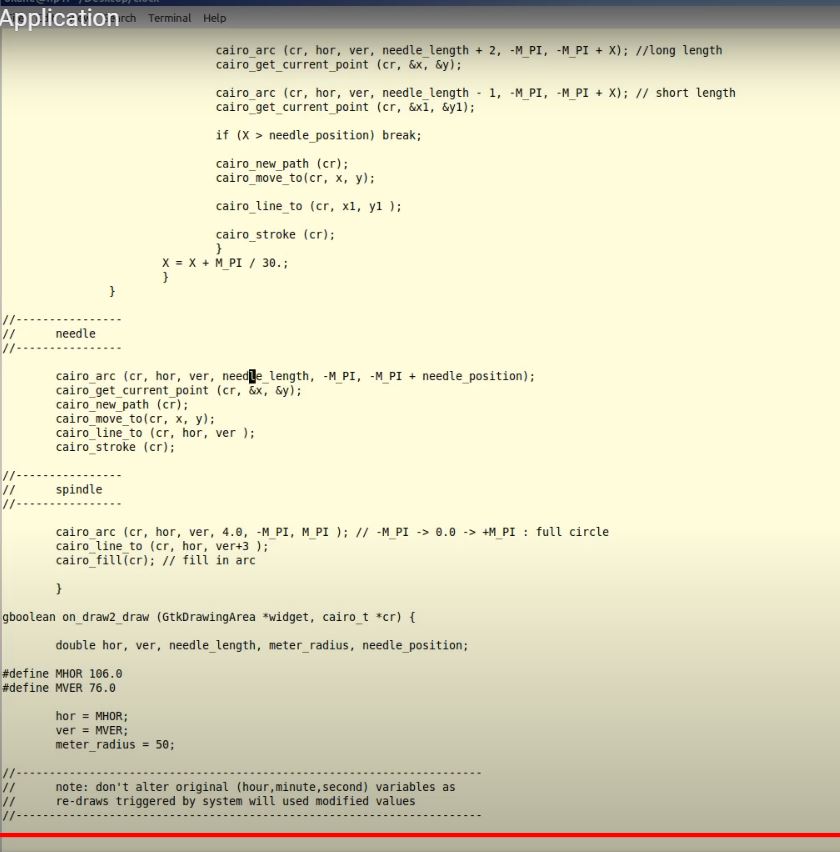 Application
Search Terminal Help
cairo_arc (cr, hor, ver, needle_length + 2, -M_PI, -M_PI + X); //long length
cairo_get_current_point (cr, &x, &y);
cairo_arc (cr, hor, ver, needle_length - 1, -M_PI, -M_PI + X); // short length
cairo_get_current_point (cr, &x1, &y1);
if (X > needle_position) break;
cairo_new_path (cr);
cairo_move_to(cr, x, y);
cairo_line_to (cr, x1, y1 );
cairo_stroke (cr);
}
X = X + M_PI / 30.;
}
}
//----------------
// needle
//----------------
cairo_arc (cr, hor, ver, needle_length, -M_PI, -M_PI + needle_position);
cairo_get_current_point (cr, &x, &y);
cairo_new_path (cr);
cairo_move_to(cr, x, y);
cairo_line_to (cr, hor, ver );
cairo_stroke (cr);
//----------------
// spindle
//----------------
cairo_arc (cr, hor, ver, 4.0, -M_PI, M_PI ); // -M_PI -> 0.0 -> +M_PI : full circle
cairo_line_to (cr, hor, ver+3 );
cairo_fill(cr); // fill in arc
}
gboolean on_draw2_draw (GtkDrawingArea *widget, cairo_t *cr) {
double hor, ver, needle_length, meter_radius, needle_position;
#define MHOR 106.0
#define MVER 76.0
hor = MHOR;
ver = MVER;
meter_radius = 50;
//----------------------------------------------------------------------
// note: don't alter original (hour,minute,second) variables as
// re-draws triggered by system will used modified values
//----------------------------------------------------------------------